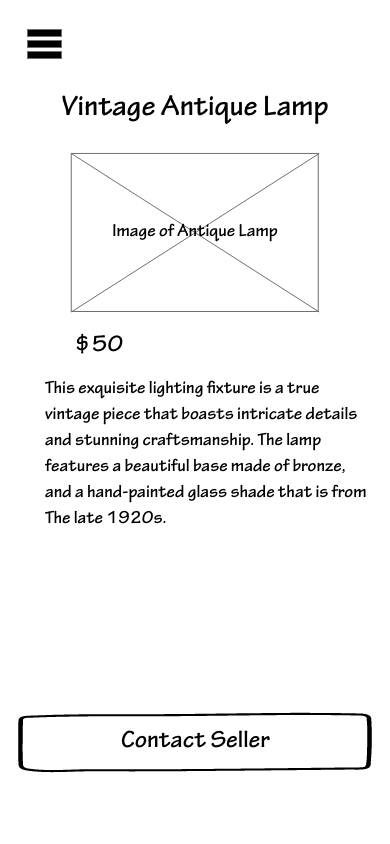 Vintage Antique Lamp
Image of Antique Lamp
$50
This exquisite lighting fixture is a true
vintage piece that boasts intricate details
and stunning craftsmanship. The lamp
features a beautiful base made of bronze,
and a hand-painted glass shade that is from
The late 1920s.
Contact Seller